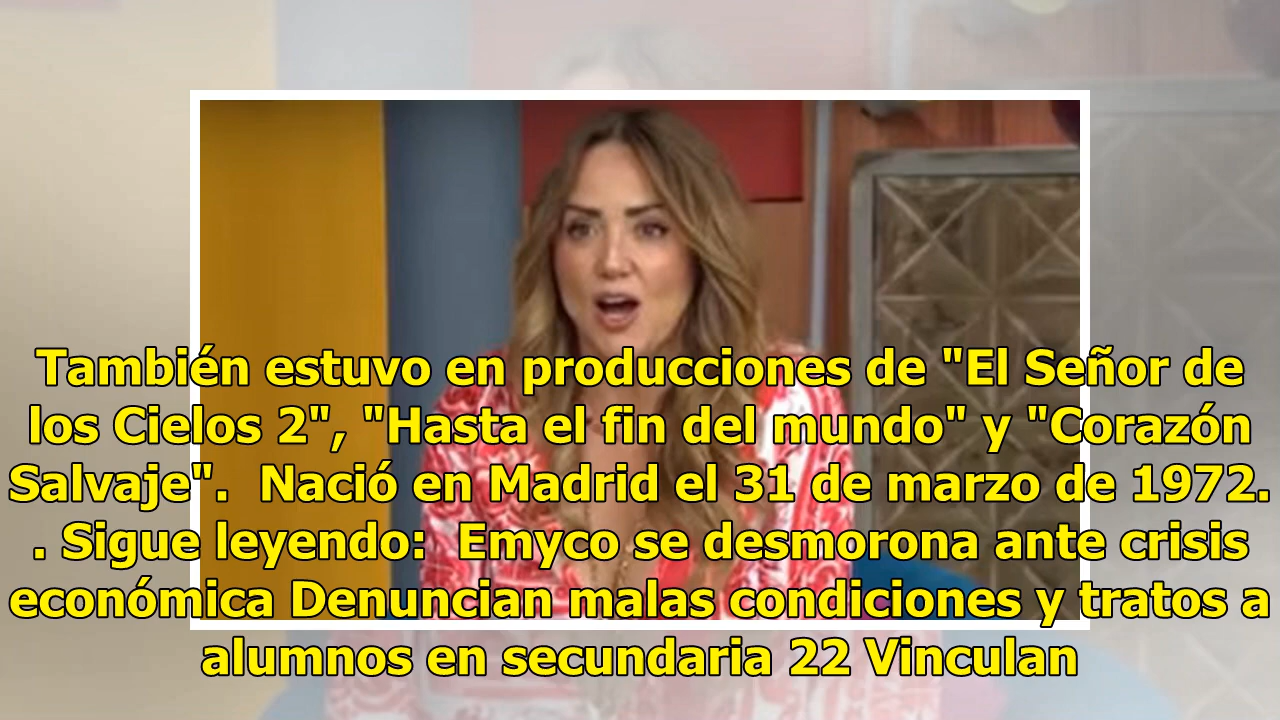 También estuvo en producciones de "El Señor de
los Cielos 2", "Hasta el fin del mundo" y "Corazón
Salvaje".  Nació en Madrid el 31 de marzo de 1972.
. Sigue leyendo:  Emyco se desmorona ante crisis
económica Denuncian malas condiciones y tratos a
alumnos en secundaria 22 Vinculan